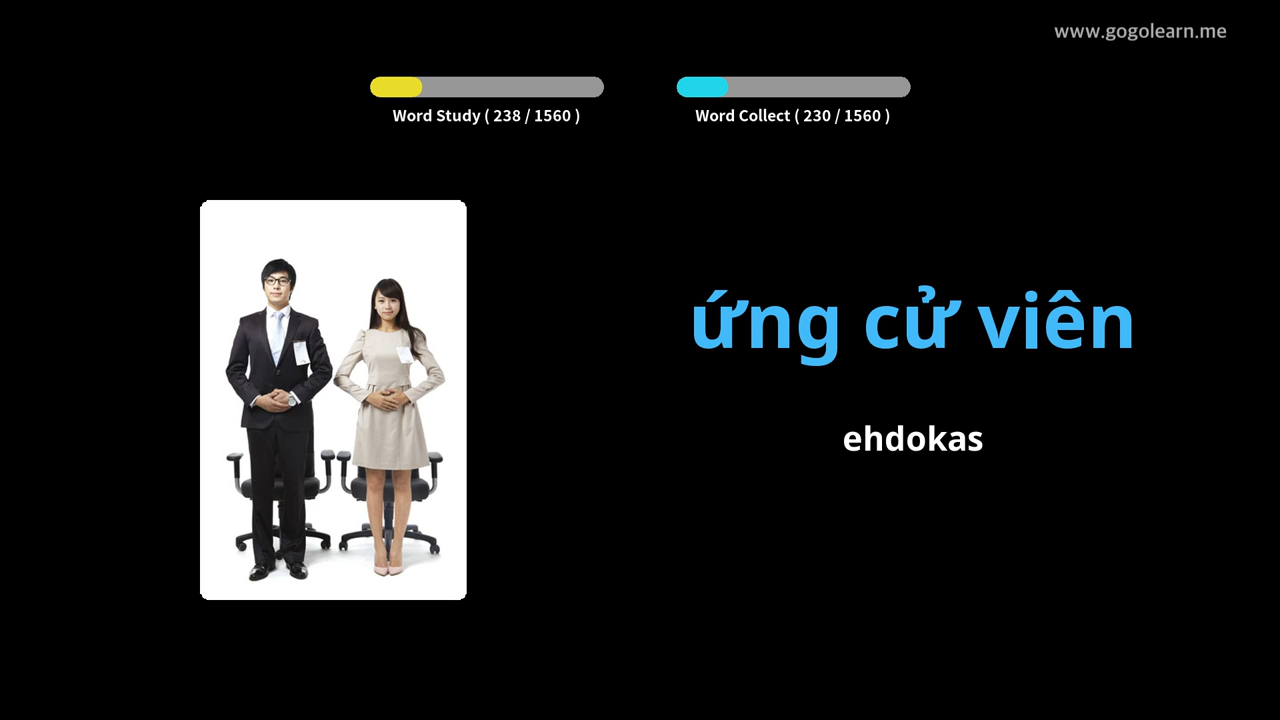 www.gogolearn.me
Word Study ( 238 / 1560 )
Word Collect ( 230 / 1560 )
ứng cử viên
ehdokas